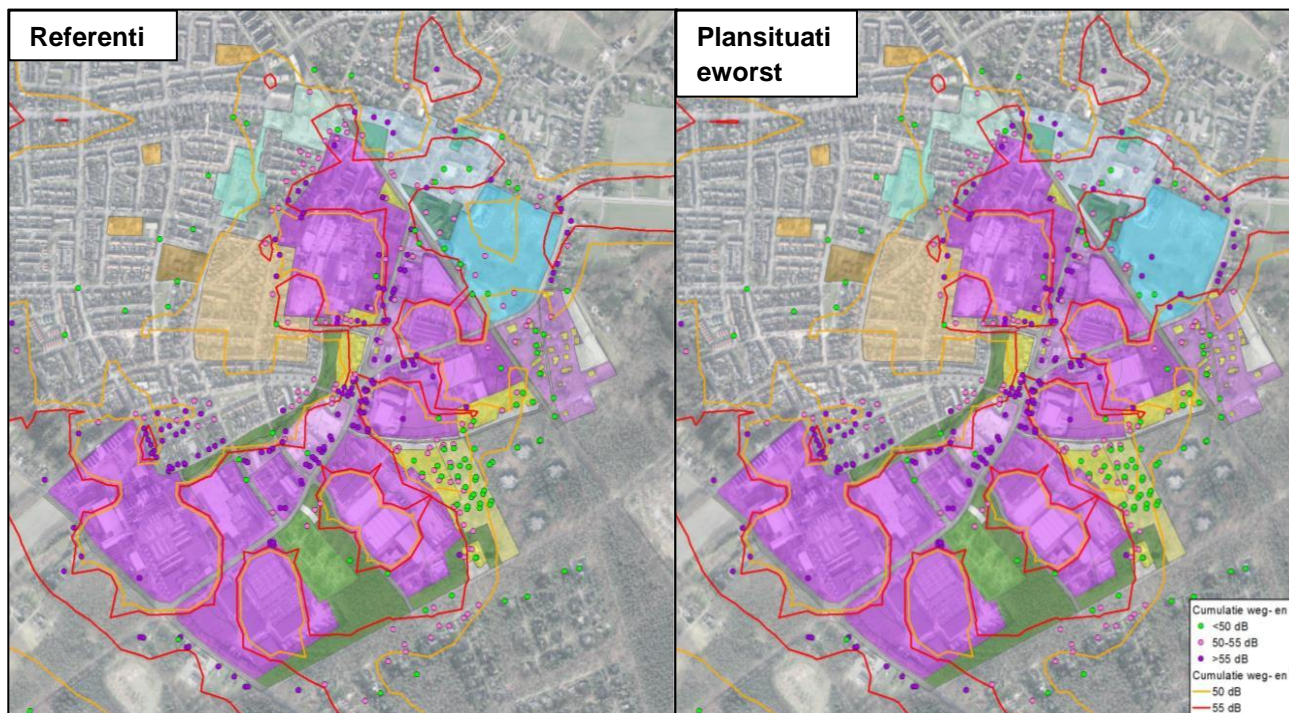 Referenti
Plansituati
eworst
Cumulatie weg- en
<50 dB
50-55 dB
>55 dB
Cumulatie weg- en
50 dB
55 dB